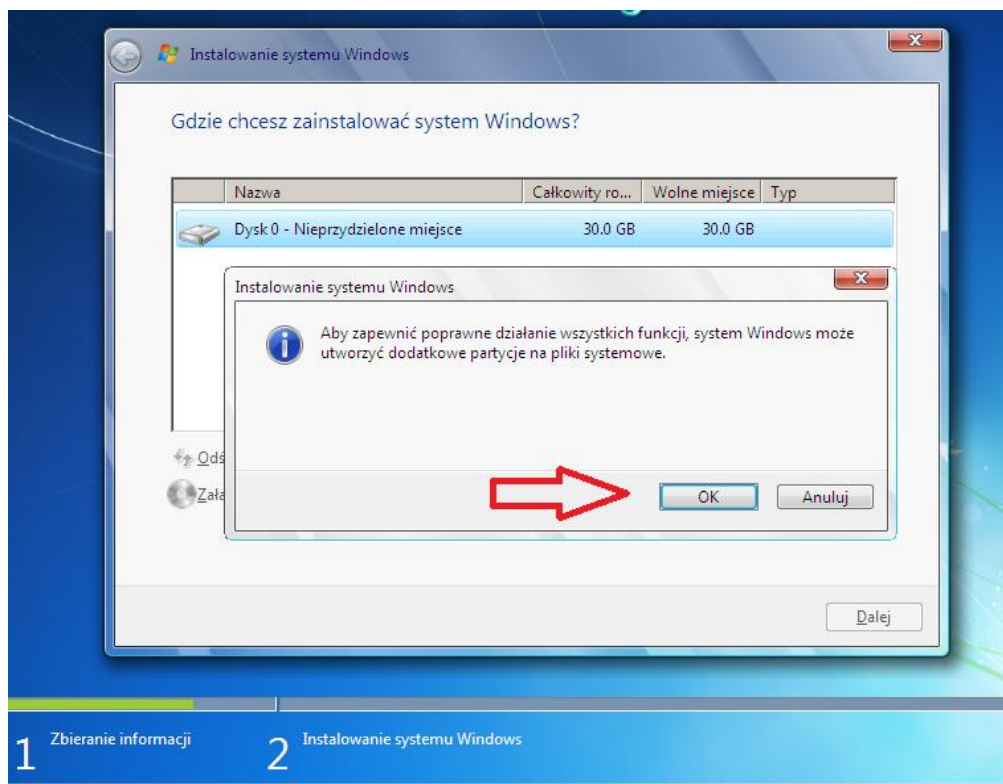 Instalowanie systemu Windows
Gdzie chcesz zainstalować system Windows?
Nazwa Całkowity ro... Wolne miejsce Typ
Dysk 0 - Nieprzydzielone miejsce 30.0 GB 30.0 GB
Instalowanie systemu Windows
Aby zapewnić poprawne działanie wszystkich funkcji, system Windows może
utworzyć dodatkowe partycje na pliki systemowe.
Odś
Zała
OK Anuluj
Dalej
1 Zbieranie informacji 2 Instalowanie systemu Windows